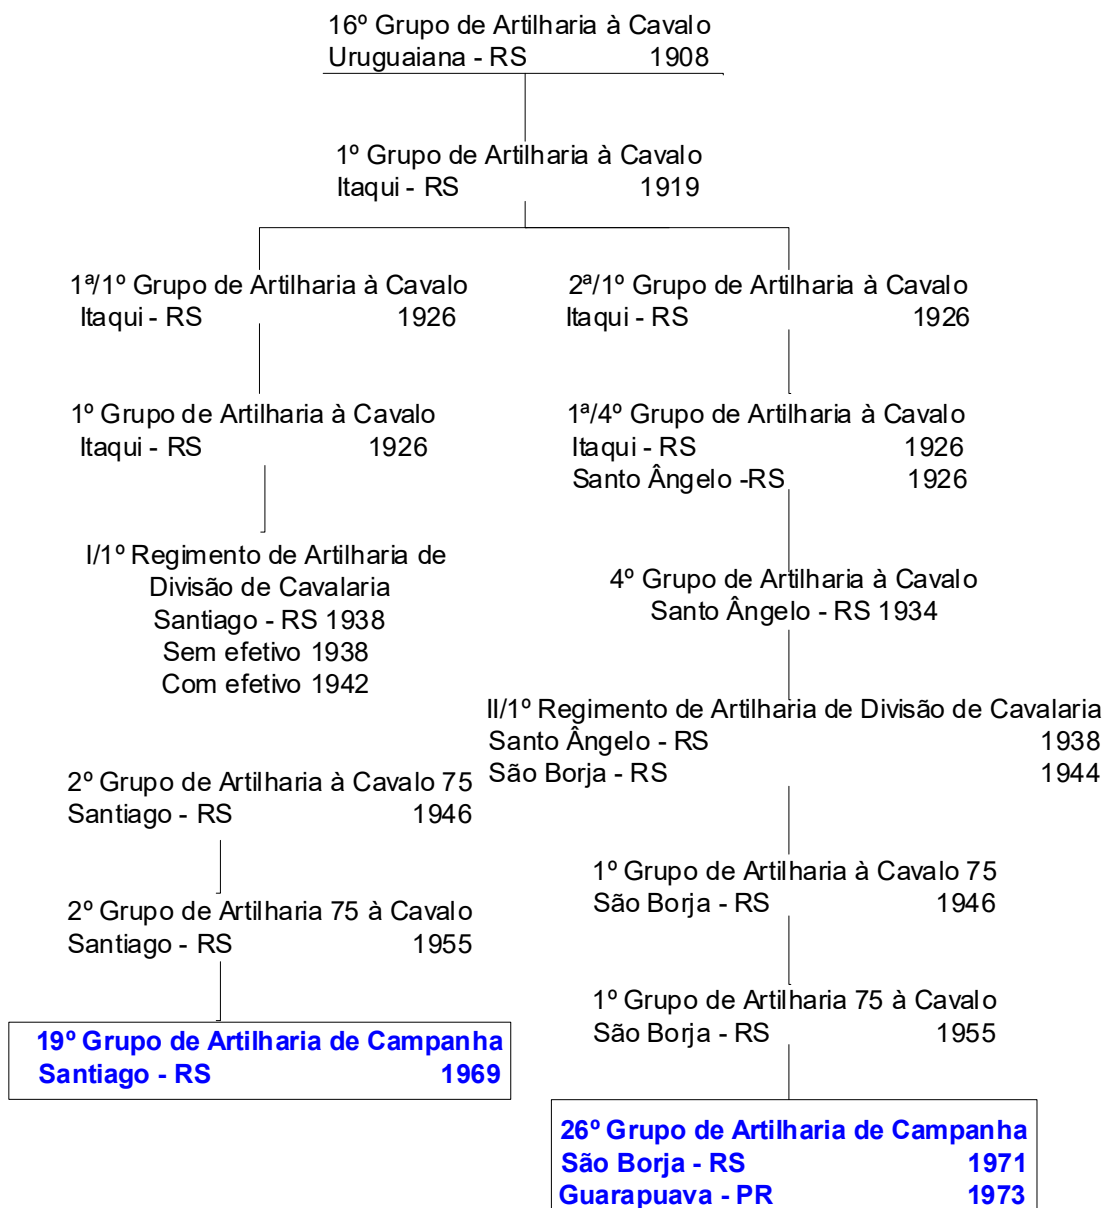 16º Grupo de Artilharia à Cavalo
Uruguaiana - RS 1908
1º Grupo de Artilharia à Cavalo
Itaqui - RS 1919
1ª/1º Grupo de Artilharia à Cavalo
Itaqui - RS 1926
2ª/1º Grupo de Artilharia à Cavalo
Itaqui - RS 1926
1º Grupo de Artilharia à Cavalo
Itaqui - RS 1926
1ª/4º Grupo de Artilharia à Cavalo
Itaqui - RS 1926
Santo Ângelo -RS 1926
I/1º Regimento de Artilharia de
Divisão de Cavalaria
Santiago - RS 1938
Sem efetivo 1938
Com efetivo 1942
4º Grupo de Artilharia à Cavalo
Santo Ângelo - RS 1934
II/1º Regimento de Artilharia de Divisão de Cavalaria
Santo Ângelo - RS 1938
São Borja - RS 1944
2º Grupo de Artilharia à Cavalo 75
Santiago - RS 1946
1º Grupo de Artilharia à Cavalo 75
São Borja - RS 1946
2º Grupo de Artilharia 75 à Cavalo
Santiago - RS 1955
1º Grupo de Artilharia 75 à Cavalo
São Borja - RS 1955
19º Grupo de Artilharia de Campanha
Santiago - RS 1969
26º Grupo de Artilharia de Campanha
São Borja - RS 1971
Guarapuava - PR 1973